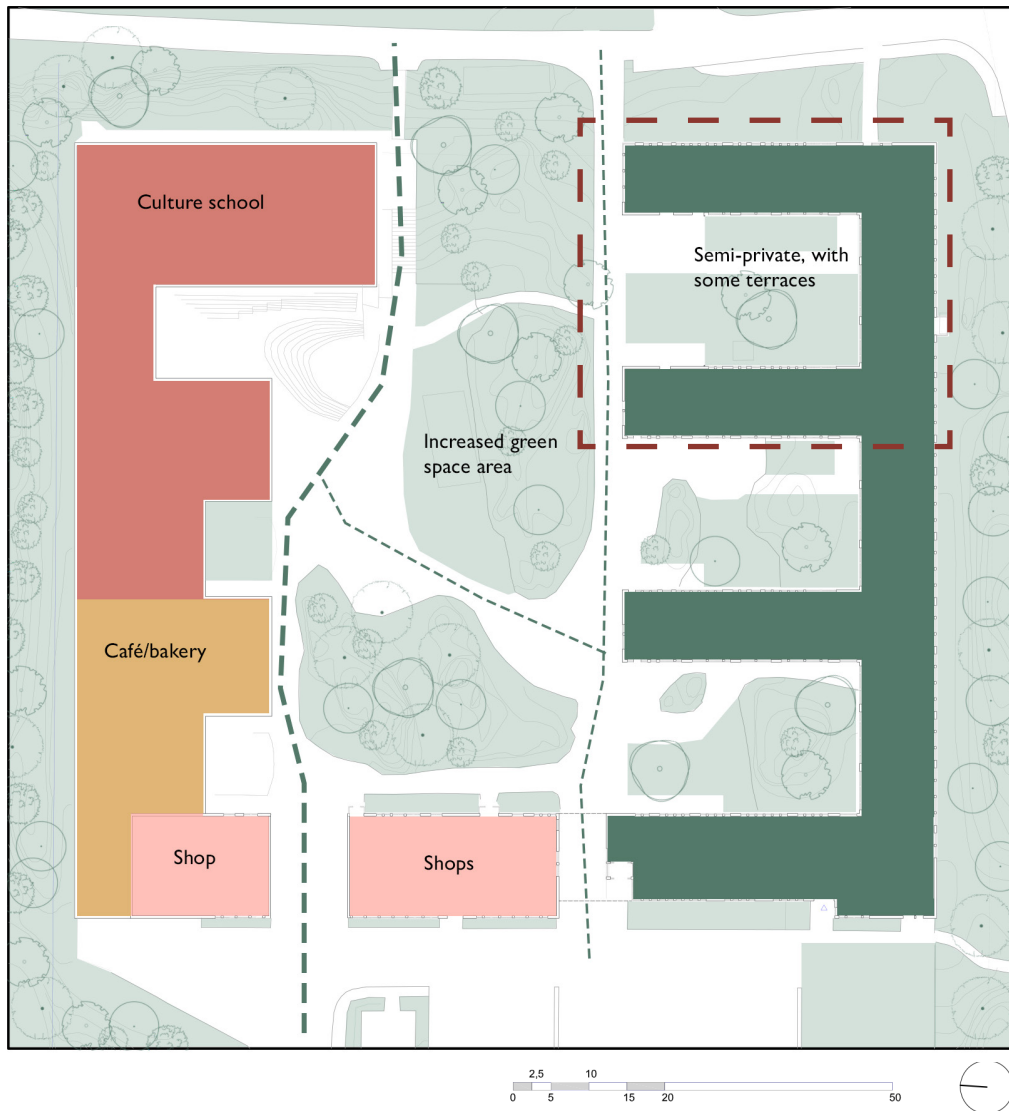 Culture school
Semi-private, with
some terraces
Increased green
space area
Café/bakery
Shop
Shops
2,5 10
0 5 15 20 50